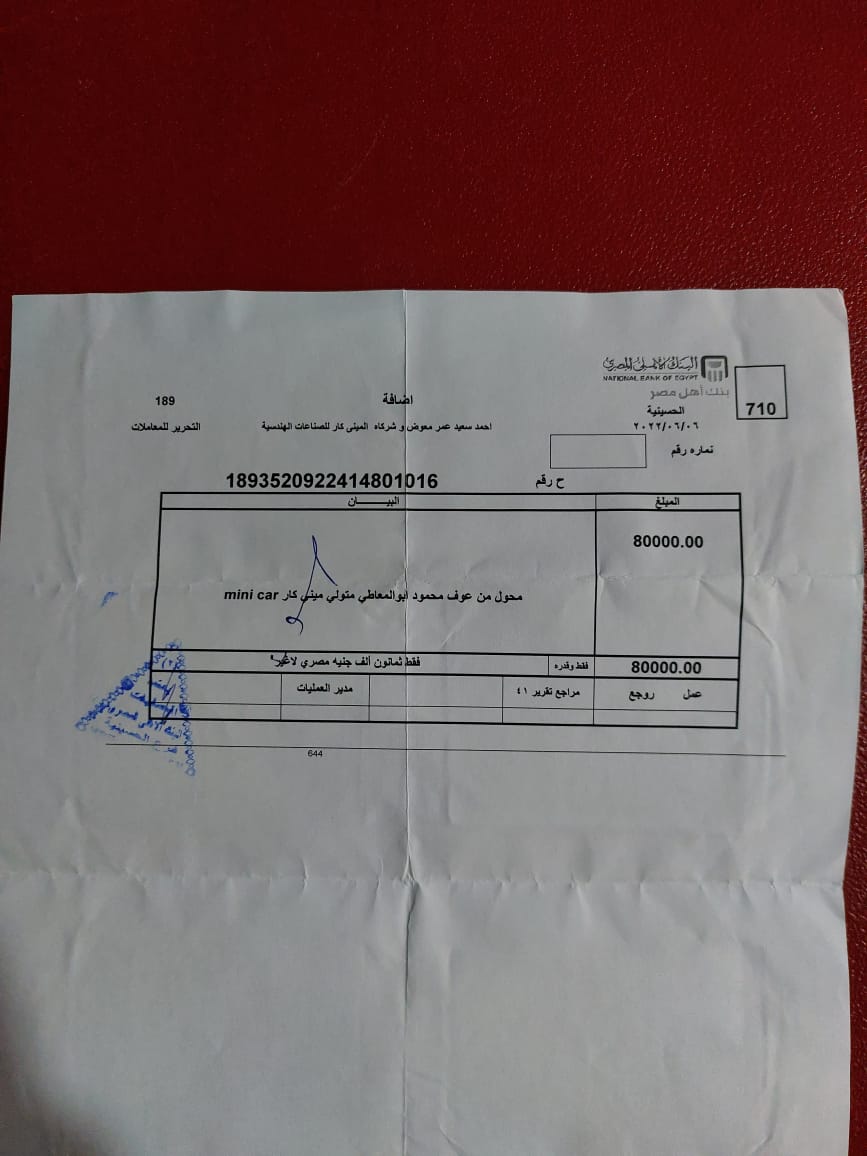 البنك الأهلي المصري
NATIONAL BANK OF EGYPT
بنك أهل مصر
710
الحسينية
٢٠٢٢/٠٦/٠٦
اضافة
189
احمد سعيد عمر معوض و شركاه المينى كار للصناعات الهندسية
التحرير للمعاملات
نماره رقم
ح رقم
1893520922414801016
المبلغ
البيـــــان
80000.00
محول من عوف محمود ابوالمعاطي متولي ميني كار mini car
80000.00
فقط وقدره
فقط ثمانون ألف جنيه مصري لاغير
عمل
روجع
مراجع تقرير ٤١
مدير العمليات
644
الحسينية